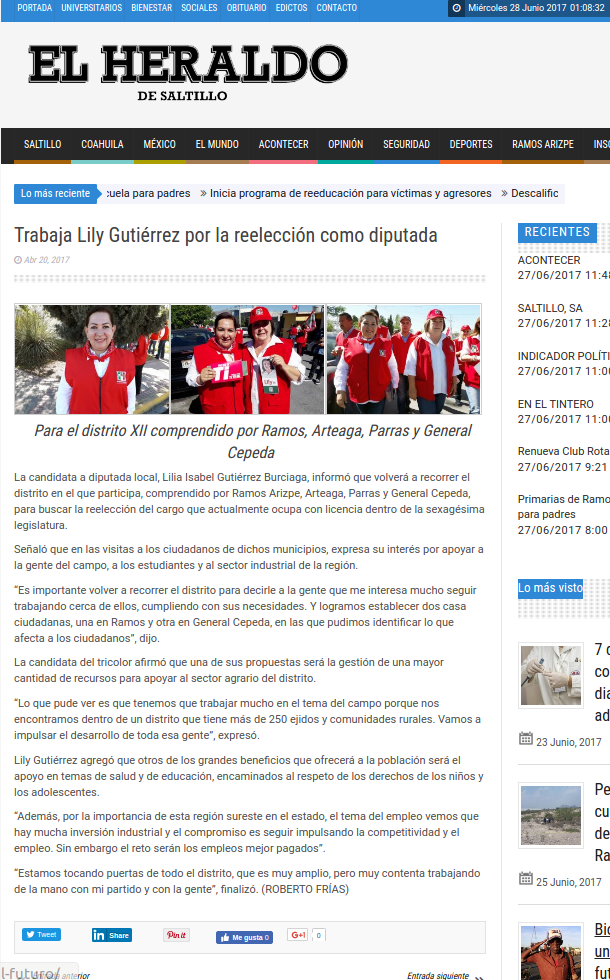 PORTADA UNIVERSITARIOS BIENESTAR SOCIALES OBITUARIO EDICTOS CONTACTO
Miércoles 28 Junio 2017 01:08:32
EL HERALDO
DE SALTILLO
SALTILLO COAHUILA MÉXICO EL MUNDO ACONTECER OPINIÓN SEGURIDAD DEPORTES RAMOS ARIZPE INSO
Lo más reciente cuela para padres » Inicia programa de reeducación para víctimas y agresores » Descalific
Trabaja Lily Gutiérrez por la reelección como diputada
Abr 20, 2017
Para el distrito XII comprendido por Ramos, Arteaga, Parras y General
Cepeda
La candidata a diputada local, Lilia Isabel Gutiérrez Burciaga, informó que volverá a recorrer el
distrito en el que participa, comprendido por Ramos Arizpe, Arteaga, Parras y General Cepeda,
para buscar la reelección del cargo que actualmente ocupa con licencia dentro de la sexagésima
legislatura.
Señaló que en las visitas a los ciudadanos de dichos municipios, expresa su interés por apoyar a
la gente del campo, a los estudiantes y al sector industrial de la región.
“Es importante volver a recorrer el distrito para decirle a la gente que me interesa mucho seguir
trabajando cerca de ellos, cumpliendo con sus necesidades. Y logramos establecer dos casa
ciudadanas, una en Ramos y otra en General Cepeda, en las que pudimos identificar lo que
afecta a los ciudadanos”, dijo.
La candidata del tricolor afirmó que una de sus propuestas será la gestión de una mayor
cantidad de recursos para apoyar al sector agrario del distrito.
“Lo que pude ver es que tenemos que trabajar mucho en el tema del campo porque nos
encontramos dentro de un distrito que tiene más de 250 ejidos y comunidades rurales. Vamos a
impulsar el desarrollo de toda esa gente”, expresó.
Lily Gutiérrez agregó que otros de los grandes beneficios que ofrecerá a la población será el
apoyo en temas de salud y de educación, encaminados al respeto de los derechos de los niños y
los adolescentes.
“Además, por la importancia de esta región sureste en el estado, el tema del empleo vemos que
hay mucha inversión industrial y el compromiso es seguir impulsando la competitividad y el
empleo. Sin embargo el reto serán los empleos mejor pagados”.
“Estamos tocando puertas de todo el distrito, que es muy amplio, pero muy contenta trabajando
de la mano con mi partido y con la gente”, finalizó. (ROBERTO FRÍAS)
Tweet Share Pin it Me gusta 0 G+1 0
l-futuro/ Entrada anterior Entrada siguiente »
RECIENTES
ACONTECER
27/06/2017 11:48
SALTILLO, SA
27/06/2017 11:28
INDICADOR POLÍTI
27/06/2017 11:00
EN EL TINTERO
27/06/2017 11:00
Renueva Club Rota
27/06/2017 9:21
Primarias de Ramo
para padres
27/06/2017 8:00
Lo más visto
7 c
co
dia
ad
23 Junio, 2017
Pe
cu
de
Ra
25 Junio, 2017
Bio
un
fut